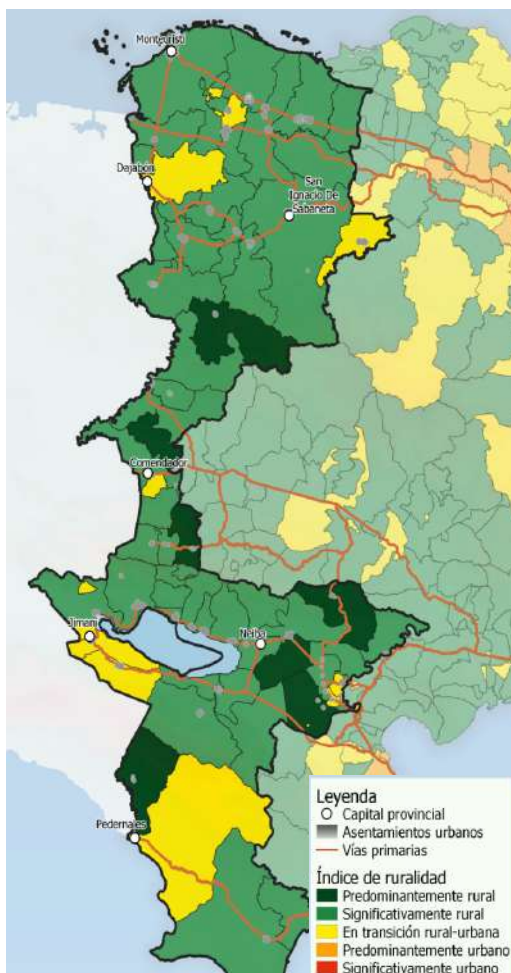 Montecristi
Dajabón
San
Ignacio De
Sabaneta
Comendador
Jimaní
Neiba
Pedernales
Leyenda
Capital provincial
Asentamientos urbanos
Vías primarias
Índice de ruralidad
Predominantemente rural
Significativamente rural
En transición rural-urbana
Predominantemente urbano
Significativamente urbano